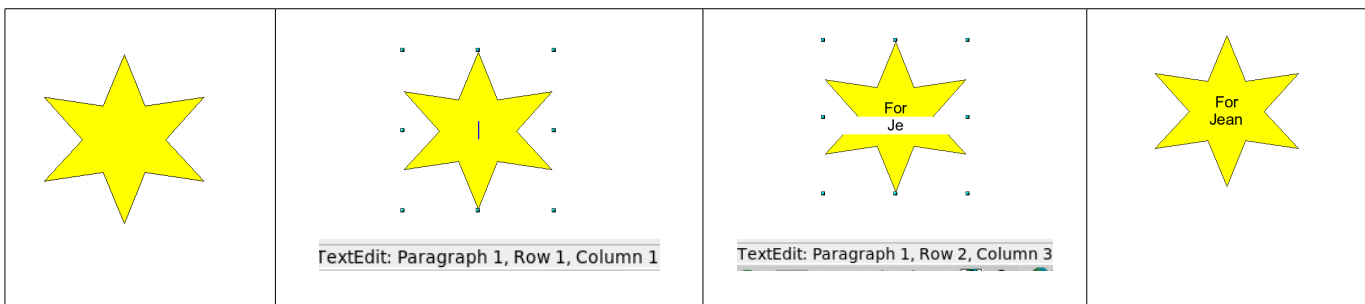 TextEdit: Paragraph 1, Row 1, Column 1
For
Je
TextEdit: Paragraph 1, Row 2, Column 3
For
Jean